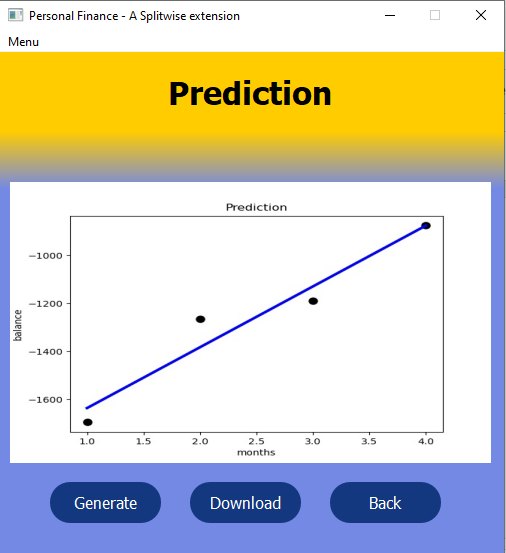 Personal Finance - A Splitwise extension
Menu
Prediction
Prediction
balance
−1000
−1200
−1400
−1600
1.0 1.5 2.0 2.5 3.0 3.5 4.0
months
Generate Download Back